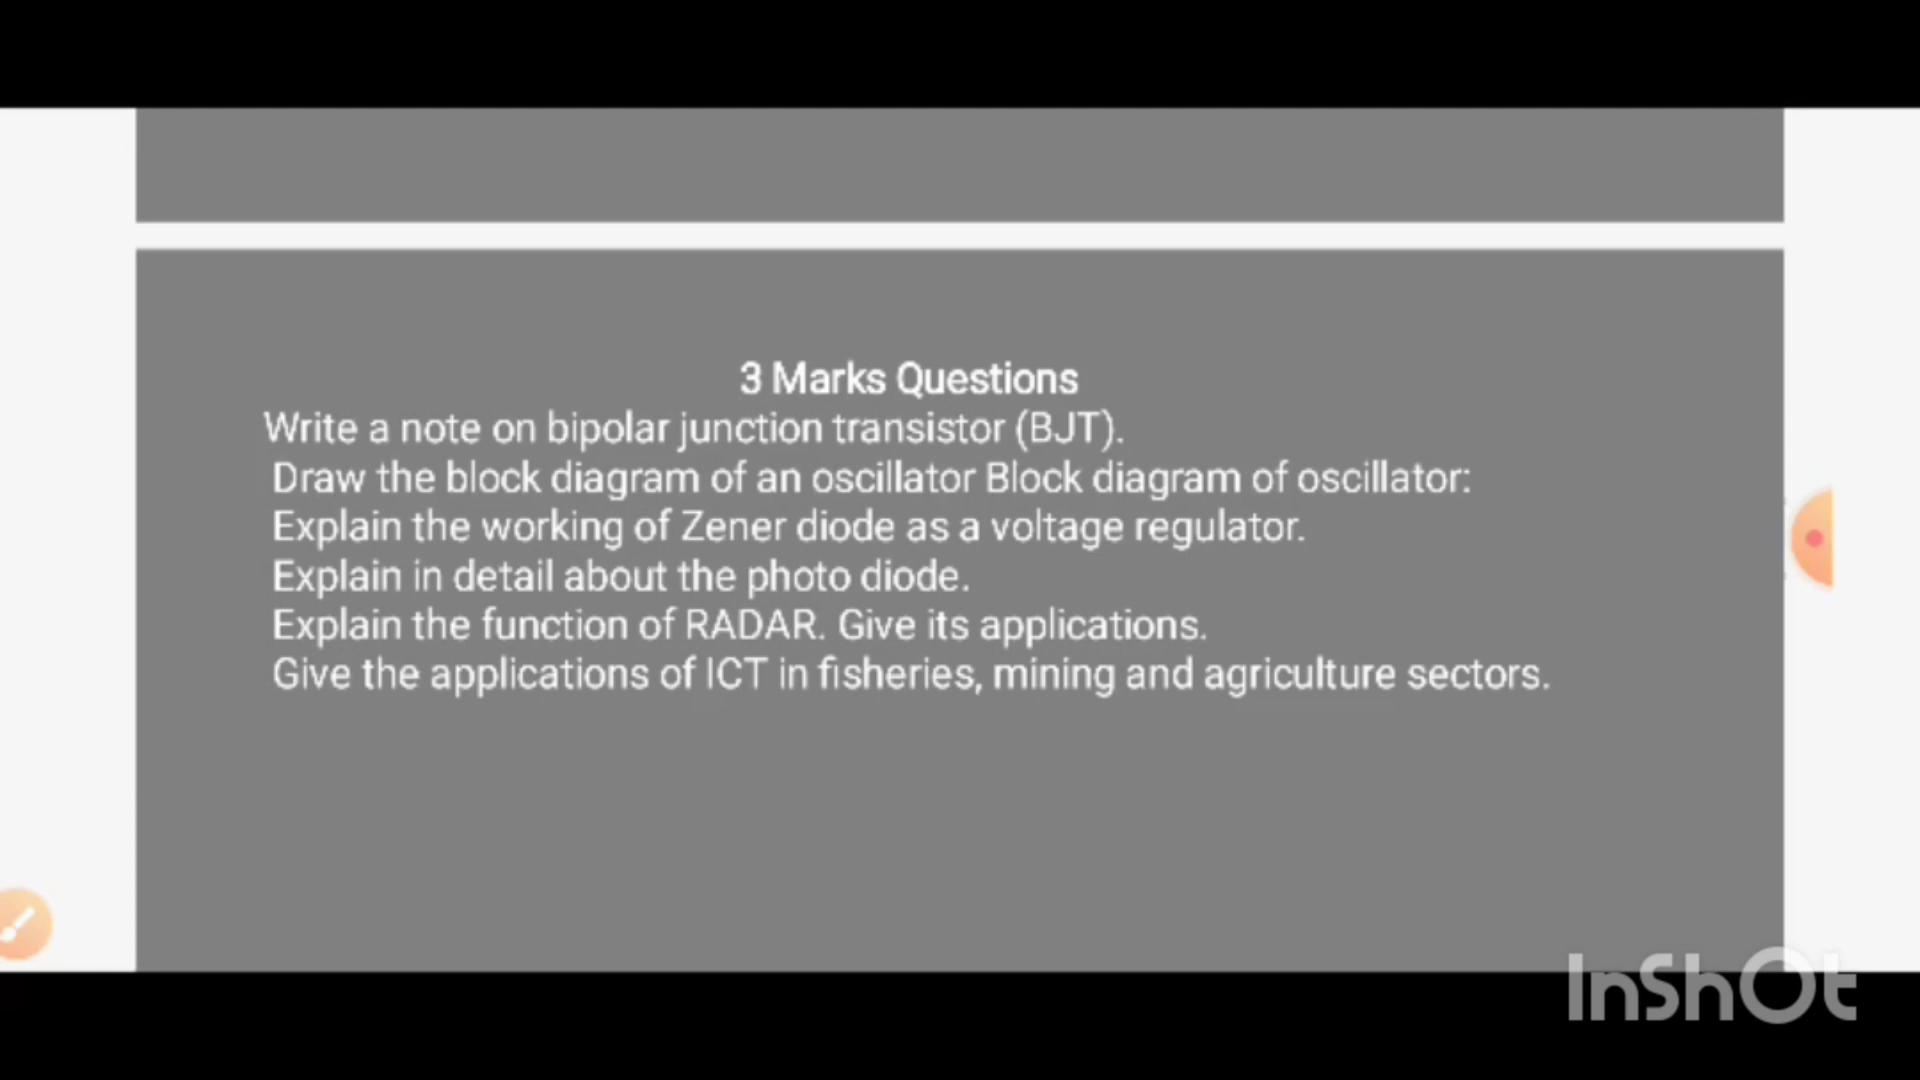 3 Marks Questions
Write a note on bipolar junction transistor (BJT).
Draw the block diagram of an oscillator Block diagram of oscillator:
Explain the working of Zener diode as a voltage regulator.
Explain in detail about the photo diode.
Explain the function of RADAR. Give its applications.
Give the applications of ICT in fisheries, mining and agriculture sectors.
InShOt